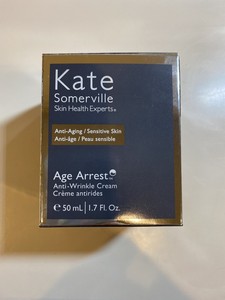 Kate
Somerville
Skin Health Experts®
Anti-Aging / Sensitive Skin
Anti-âge / Peau sensible
Age Arrest™
Anti-Wrinkle Cream
Crème antirides
℮ 50 mL | 1.7 Fl. Oz.